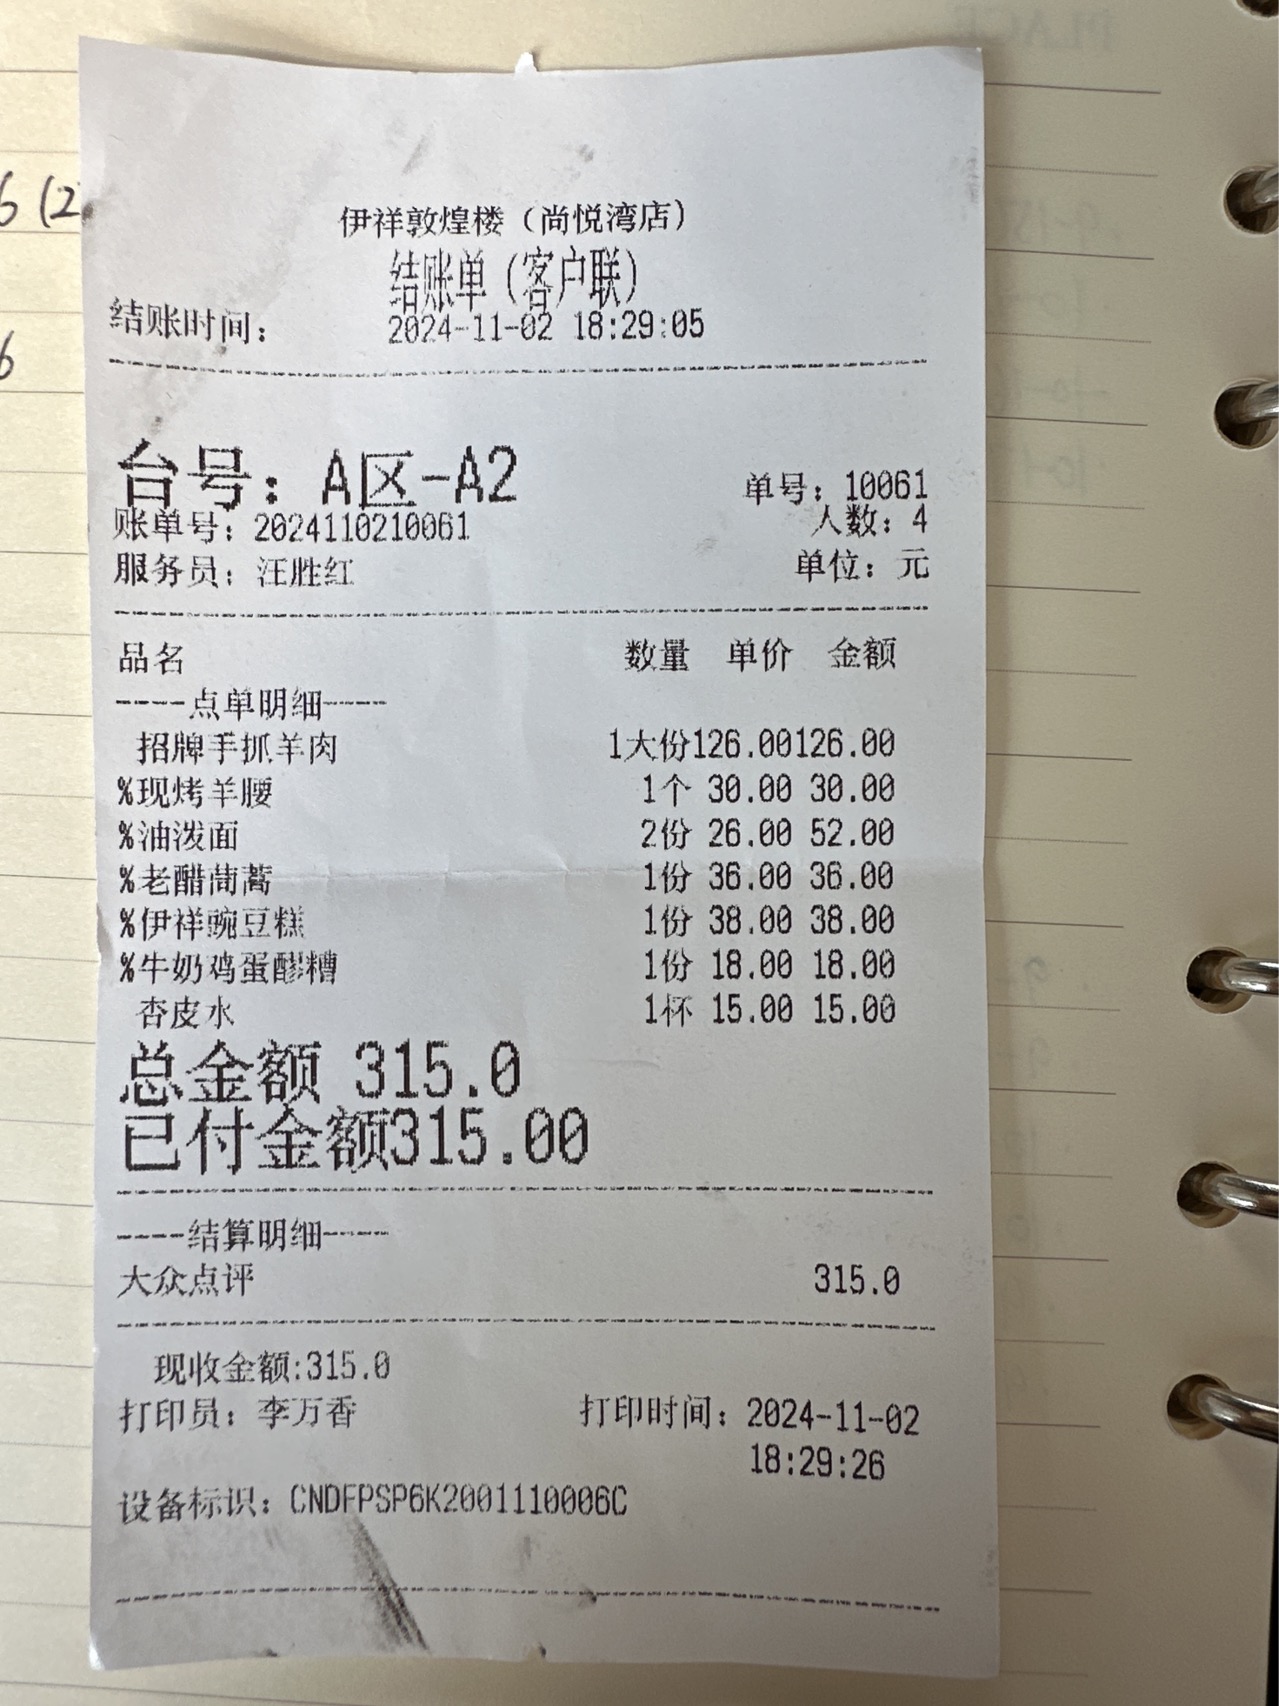 6 (2
6
伊祥敦煌楼（尚悦湾店）
结账单（客户联）
结账时间： 2024-11-02 18:29:05
台号：A区-A2 单号：10061
账单号：2024110210061 人数：4
服务员：汪胜红 单位：元
品名 数量 单价 金额
----点单明细----
招牌手抓羊肉 1大份126.00126.00
%现烤羊腰 1个 30.00 30.00
%油泼面 2份 26.00 52.00
%老醋茼蒿 1份 36.00 36.00
%伊祥豌豆糕 1份 38.00 38.00
%牛奶鸡蛋醪糟 1份 18.00 18.00
杏皮水 1杯 15.00 15.00
总金额 315.0
已付金额315.00
----结算明细----
大众点评 315.0
现收金额:315.0
打印员：李万香 打印时间：2024-11-02
18:29:26
设备标识：CNDFPSP6K2001110006C